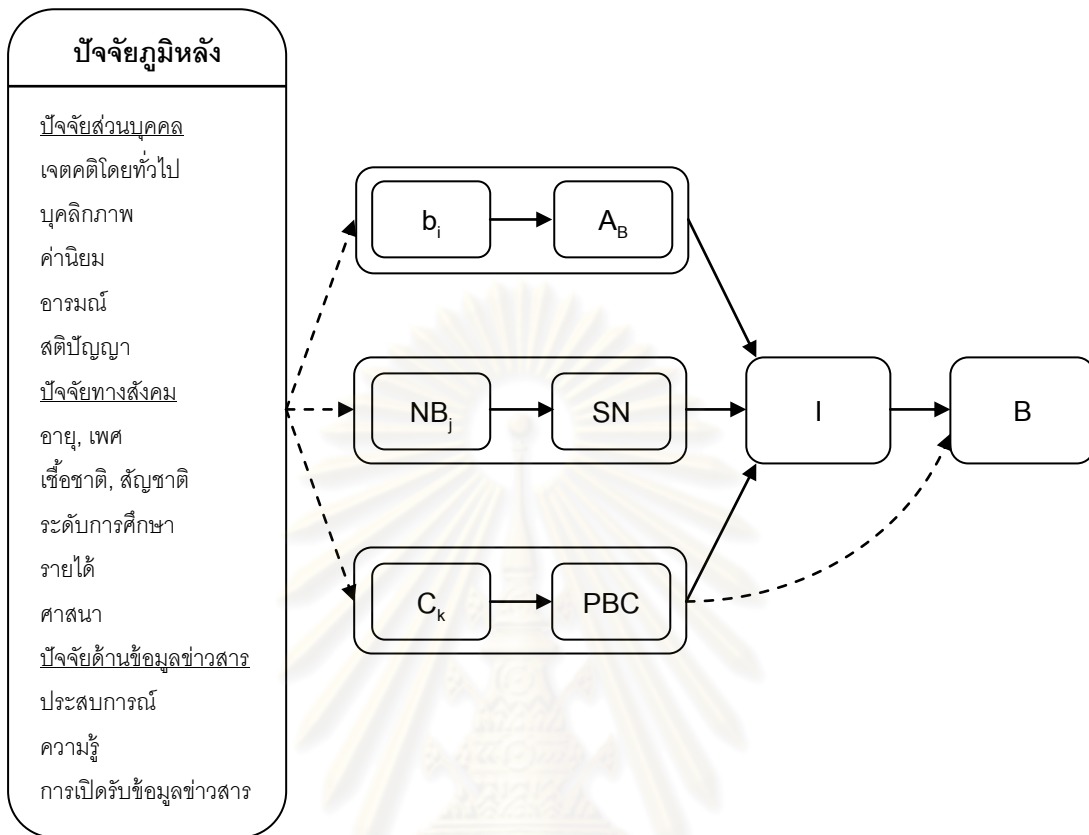 ปัจจัยภูมิหลัง
ปัจจัยส่วนบุคคล
เจตคติโดยทั่วไป
บุคลิกภาพ
ค่านิยม
อารมณ์
สติปัญญา
ปัจจัยทางสังคม
อายุ, เพศ
เชื้อชาติ, สัญชาติ
ระดับการศึกษา
รายได้
ศาสนา
ปัจจัยด้านข้อมูลข่าวสาร
ประสบการณ์
ความรู้
การเปิดรับข้อมูลข่าวสาร
bᵢ
A_B
NBⱼ
SN
Cₖ
PBC
I
B